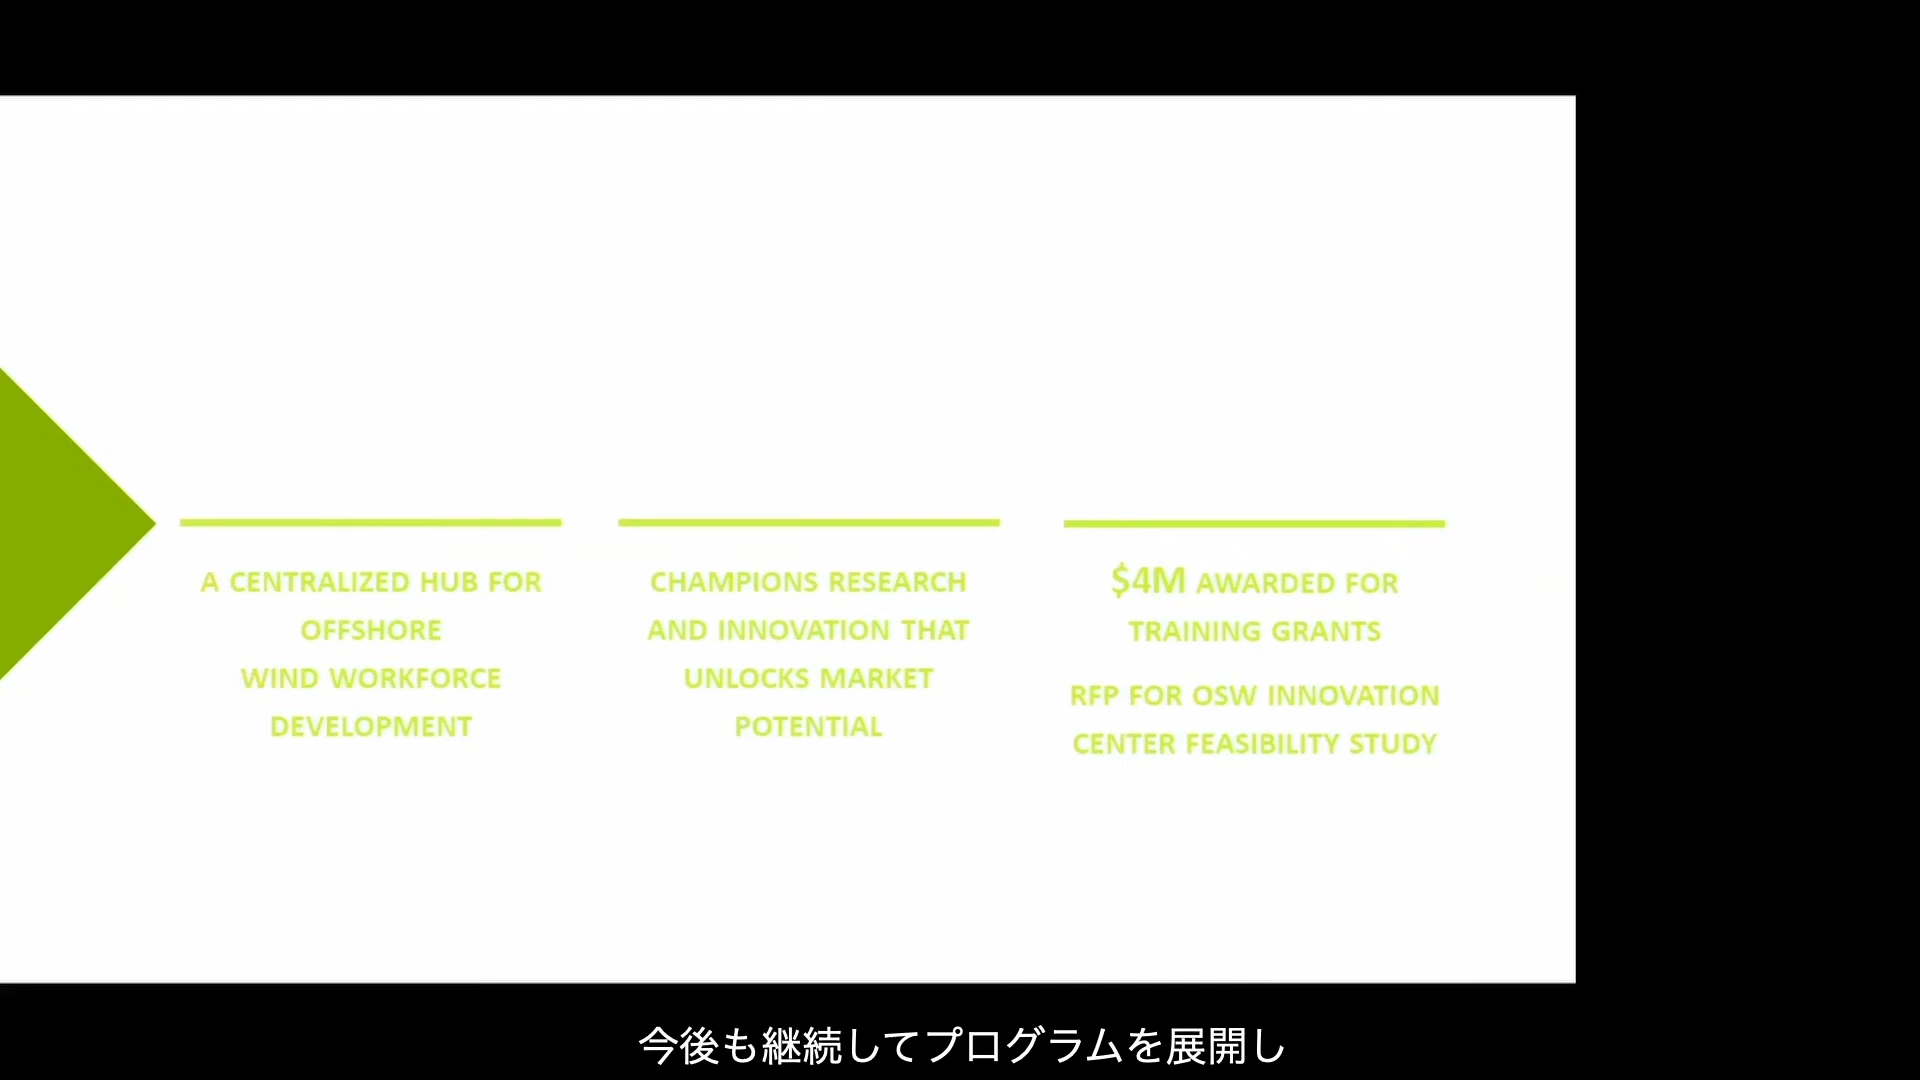 A CENTRALIZED HUB FOR
OFFSHORE
WIND WORKFORCE
DEVELOPMENT
CHAMPIONS RESEARCH
AND INNOVATION THAT
UNLOCKS MARKET
POTENTIAL
$4M AWARDED FOR
TRAINING GRANTS
RFP FOR OSW INNOVATION
CENTER FEASIBILITY STUDY
今後も継続してプログラムを展開し